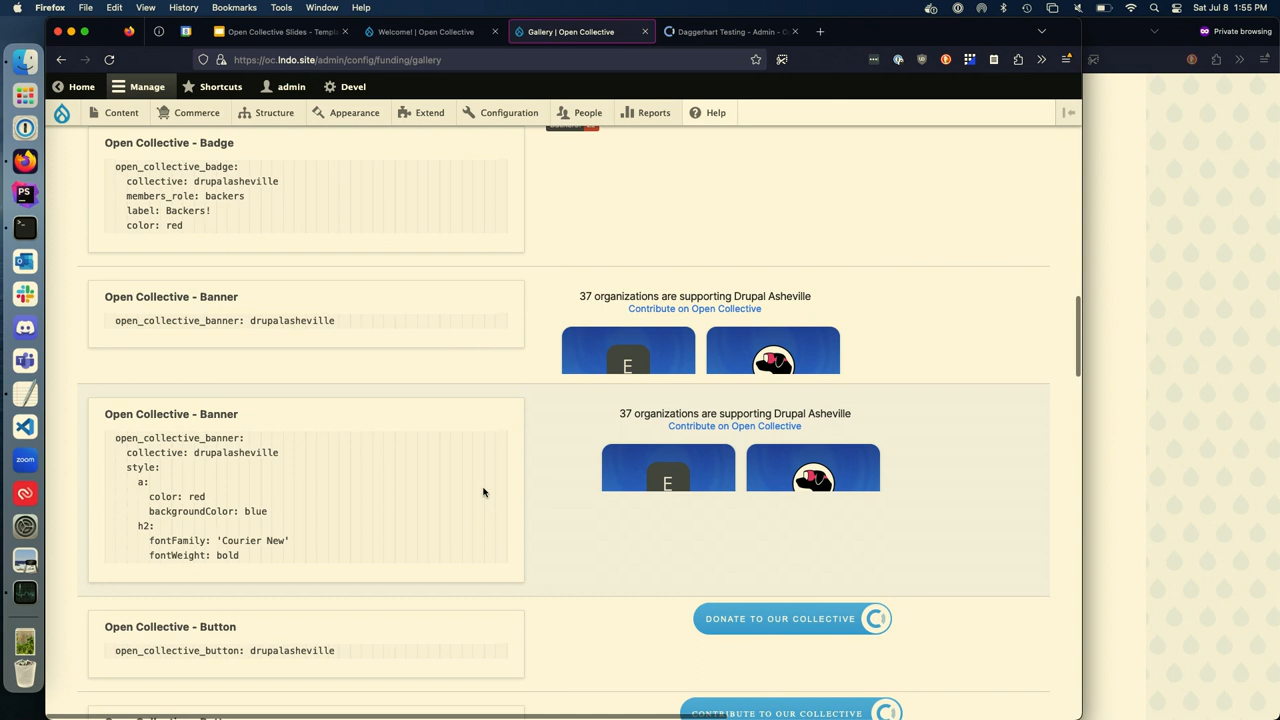 Firefox File Edit View History Bookmarks Tools Window Help
Sat Jul 8 1:55 PM
Open Collective Slides - Templ
Welcome! | Open Collective
Gallery | Open Collective
Daggerhart Testing - Admin - O
Private browsing
https://oc.lndo.site/admin/config/funding/gallery
Home Manage Shortcuts admin Devel
Content Commerce Structure Appearance Extend Configuration People Reports Help
Open Collective - Badge
open_collective_badge:
collective: drupalasheville
members_role: backers
label: Backers!
color: red
Open Collective - Banner
open_collective_banner: drupalasheville
37 organizations are supporting Drupal Asheville
Contribute on Open Collective
E
Open Collective - Banner
open_collective_banner:
collective: drupalasheville
style:
a:
color: red
backgroundColor: blue
h2:
fontFamily: 'Courier New'
fontWeight: bold
37 organizations are supporting Drupal Asheville
Contribute on Open Collective
E
Open Collective - Button
open_collective_button: drupalasheville
DONATE TO OUR COLLECTIVE
CONTRIBUTE TO OUR COLLECTIVE
PS
zoom